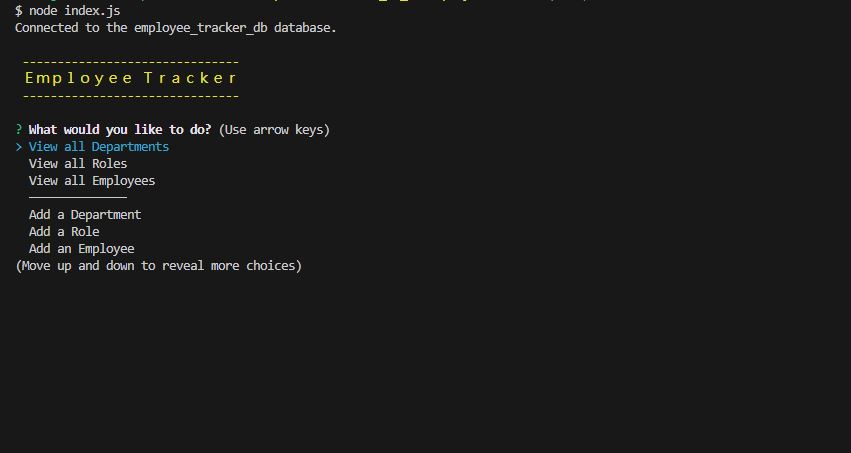 $ node index.js
Connected to the employee_tracker_db database.
-------------------------------
Employee Tracker
-------------------------------
? What would you like to do? (Use arrow keys)
> View all Departments
View all Roles
View all Employees
──────────────
Add a Department
Add a Role
Add an Employee
(Move up and down to reveal more choices)